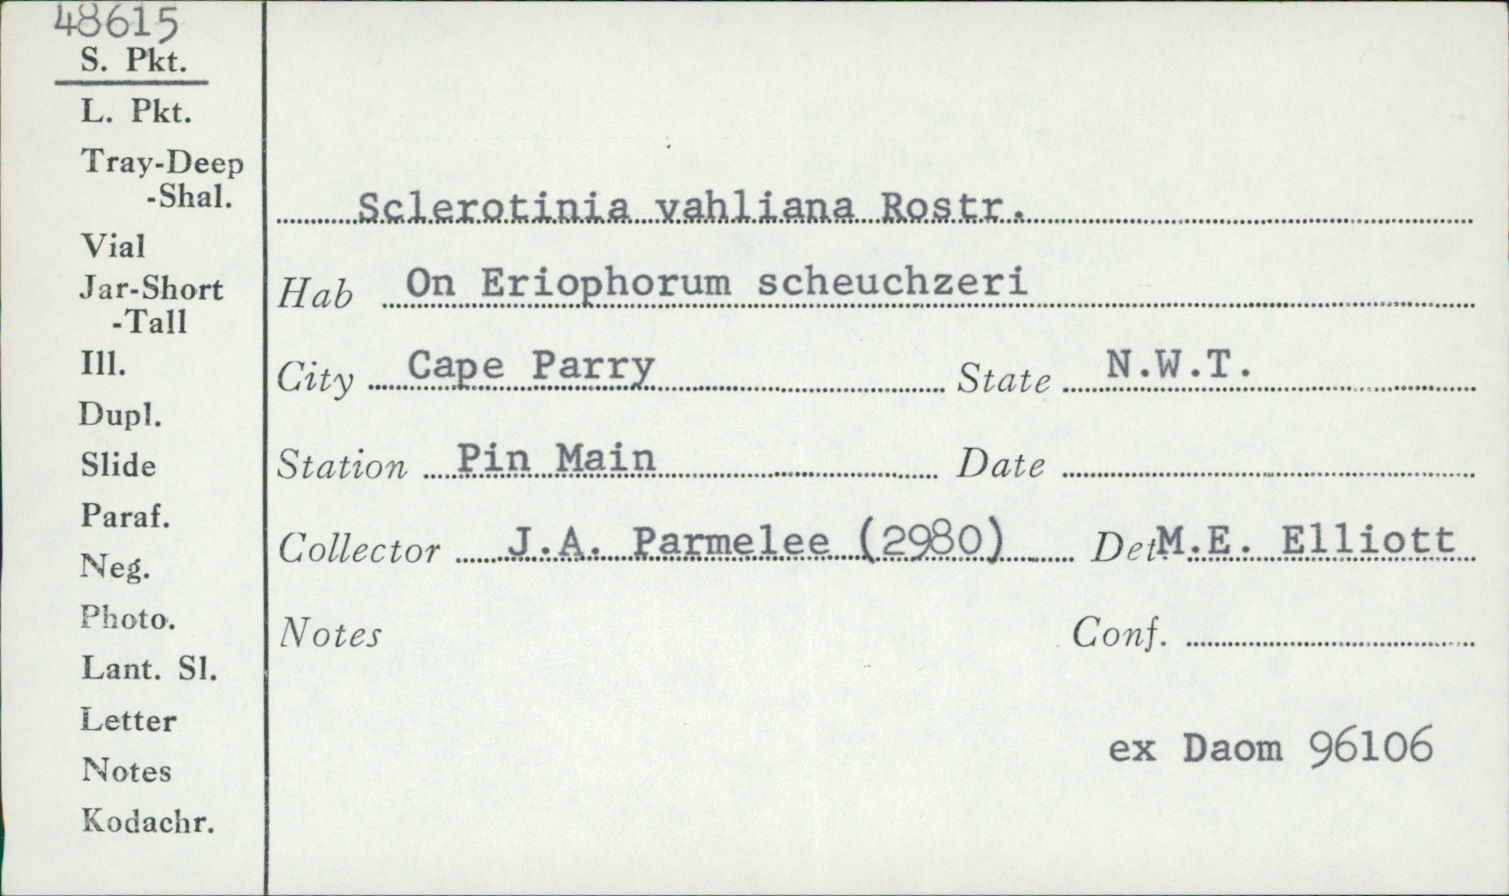 48615
S. Pkt.
L. Pkt.
Tray-Deep
-Shal.
Vial
Jar-Short
-Tall
Ill.
Dupl.
Slide
Paraf.
Neg.
Photo.
Lant. Sl.
Letter
Notes
Kodachr.
Sclerotinia vahliana Rostr.
Hab On Eriophorum scheuchzeri
City Cape Parry State N.W.T.
Station Pin Main Date
Collector J.A. Parmelee (2980) Det M.E. Elliott
Notes Conf.
ex Daom 96106